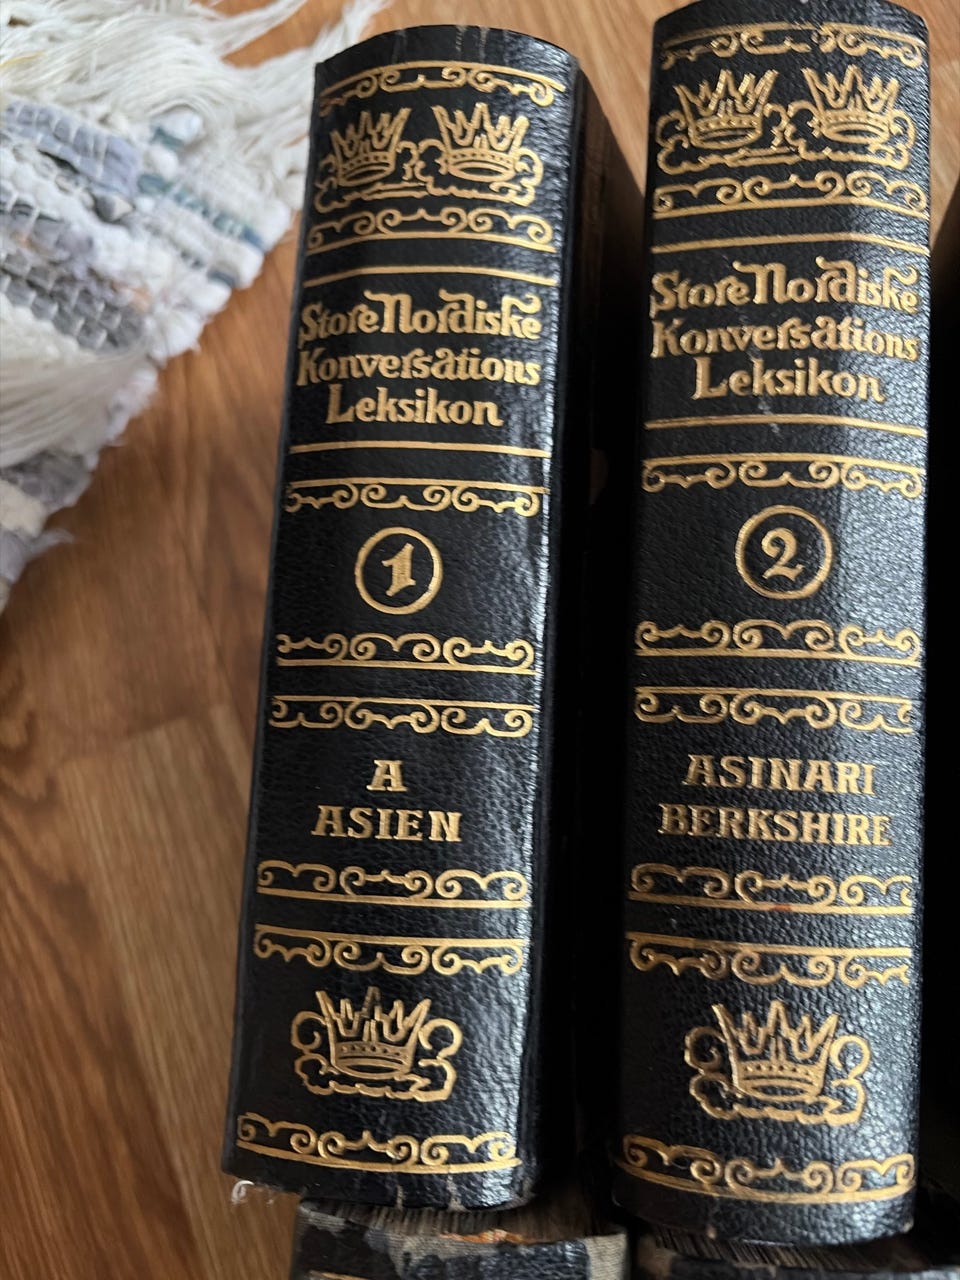 Store Nordiske
Konversations
Leksikon
1
A
ASIEN
Store Nordiske
Konversations
Leksikon
2
ASINARI
BERKSHIRE